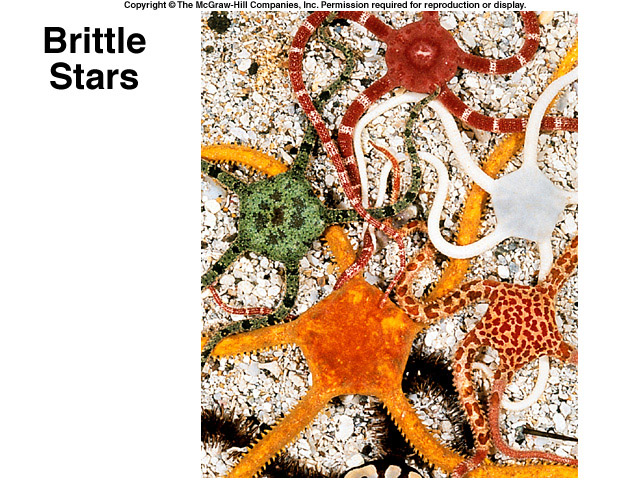 Copyright © The McGraw-Hill Companies, Inc. Permission required for reproduction or display.
Brittle
Stars